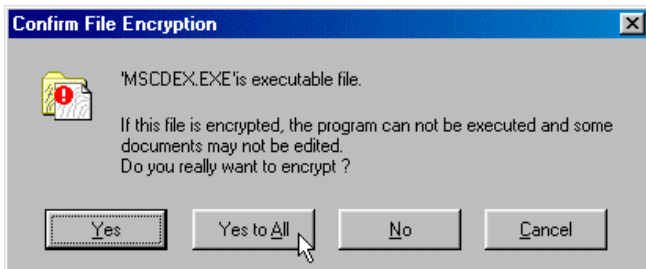 Confirm File Encryption
'MSCDEX.EXE'is executable file.
If this file is encrypted, the program can not be executed and some
documents may not be edited.
Do you really want to encrypt ?
Yes Yes to All No Cancel